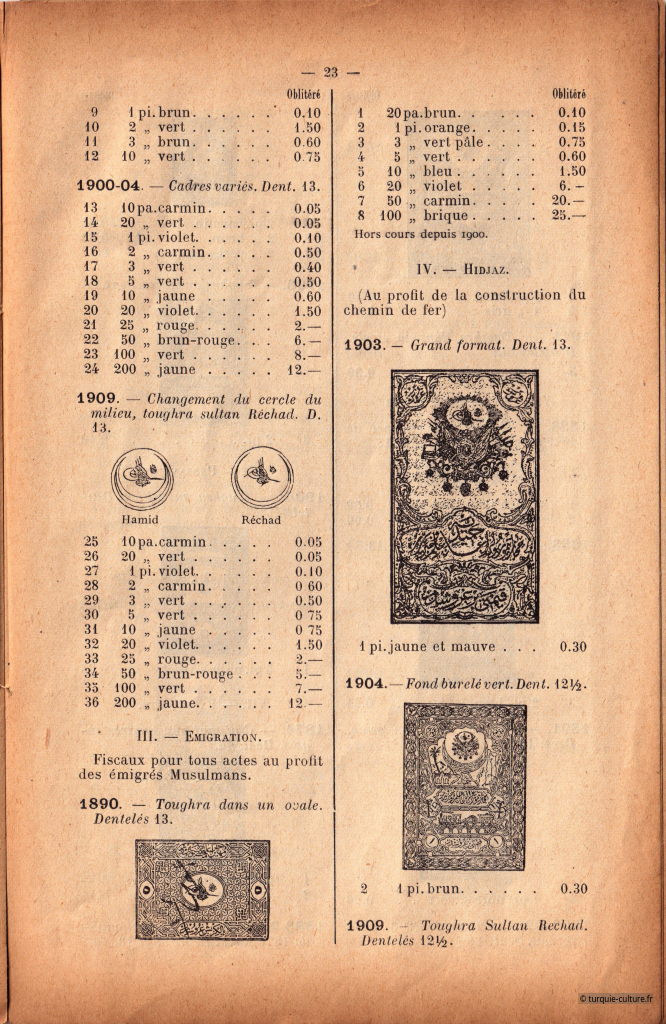 — 23 —
Oblitéré
9 1 pi. brun . . . . . . 0.10
10 2 „ vert . . . . . . 1.50
11 3 „ brun . . . . . . 0.60
12 10 „ vert . . . . . . 0.75
1900-04. — Cadres variés. Dent. 13.
13 10 pa. carmin . . . . . 0.05
14 20 „ vert . . . . . . 0.05
15 1 pi. violet . . . . . . 0.10
16 2 „ carmin . . . . . 0.50
17 3 „ vert . . . . . . 0.40
18 5 „ vert . . . . . . 0.50
19 10 „ jaune . . . . . 0.60
20 20 „ violet . . . . . . 1.50
21 25 „ rouge . . . . . . 2.—
22 50 „ brun-rouge . . . 6.—
23 100 „ vert . . . . . . 8.—
24 200 „ jaune . . . . . 12.—
1909. — Changement du cercle du
milieu, toughra sultan Réchad. D.
13.
Hamid Réchad
25 10 pa. carmin . . . . . 0.05
26 20 „ vert . . . . . . 0.05
27 1 pi. violet . . . . . . 0.10
28 2 „ carmin . . . . . 0 60
29 3 „ vert . . . . . . 0.50
30 5 „ vert . . . . . . 0 75
31 10 „ jaune . . . . . 0 75
32 20 „ violet . . . . . . 1.50
33 25 „ rouge . . . . . . 2.—
34 50 „ brun-rouge . . . 5.—
35 100 „ vert . . . . . . 7.—
36 200 „ jaune . . . . . . 12.—
III. — Emigration.
Fiscaux pour tous actes au profit
des émigrés Musulmans.
1890. — Toughra dans un ovale.
Dentelés 13.
Oblitéré
1 20 pa. brun . . . . . . 0.10
2 1 pi. orange . . . . . 0.15
3 3 „ vert pâle . . . . 0.75
4 5 „ vert . . . . . . 0.60
5 10 „ bleu . . . . . . 1.50
6 20 „ violet . . . . . 6. —
7 50 „ carmin . . . . . 20.—
8 100 „ brique . . . . . 25.—
Hors cours depuis 1900.
IV. — Hidjaz.
(Au profit de la construction du
chemin de fer)
1903. — Grand format. Dent. 13.
1 pi. jaune et mauve . . . 0.30
1904. — Fond burelé vert. Dent. 12½.
2 1 pi. brun . . . . . . 0.30
1909. — Toughra Sultan Rechad.
Dentelés 12½.
© turquie-culture.fr